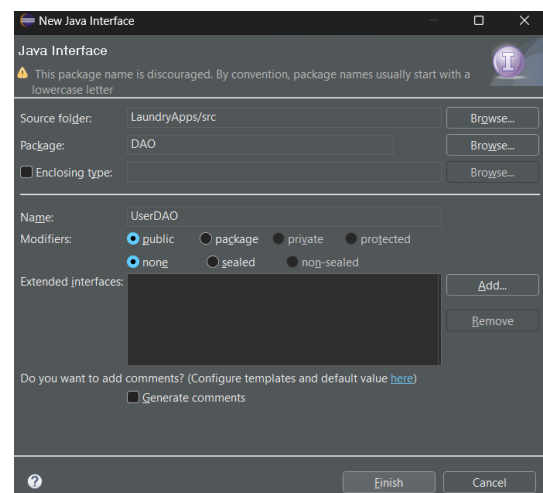 New Java Interface
Java Interface
This package name is discouraged. By convention, package names usually start with a
lowercase letter
Source folder: LaundryApps/src Browse...
Package: DAO Browse...
Enclosing type: Browse...
Name: UserDAO
Modifiers: public package private protected
none sealed non-sealed
Extended interfaces: Add...
Remove
Do you want to add comments? (Configure templates and default value here)
Generate comments
? Finish Cancel